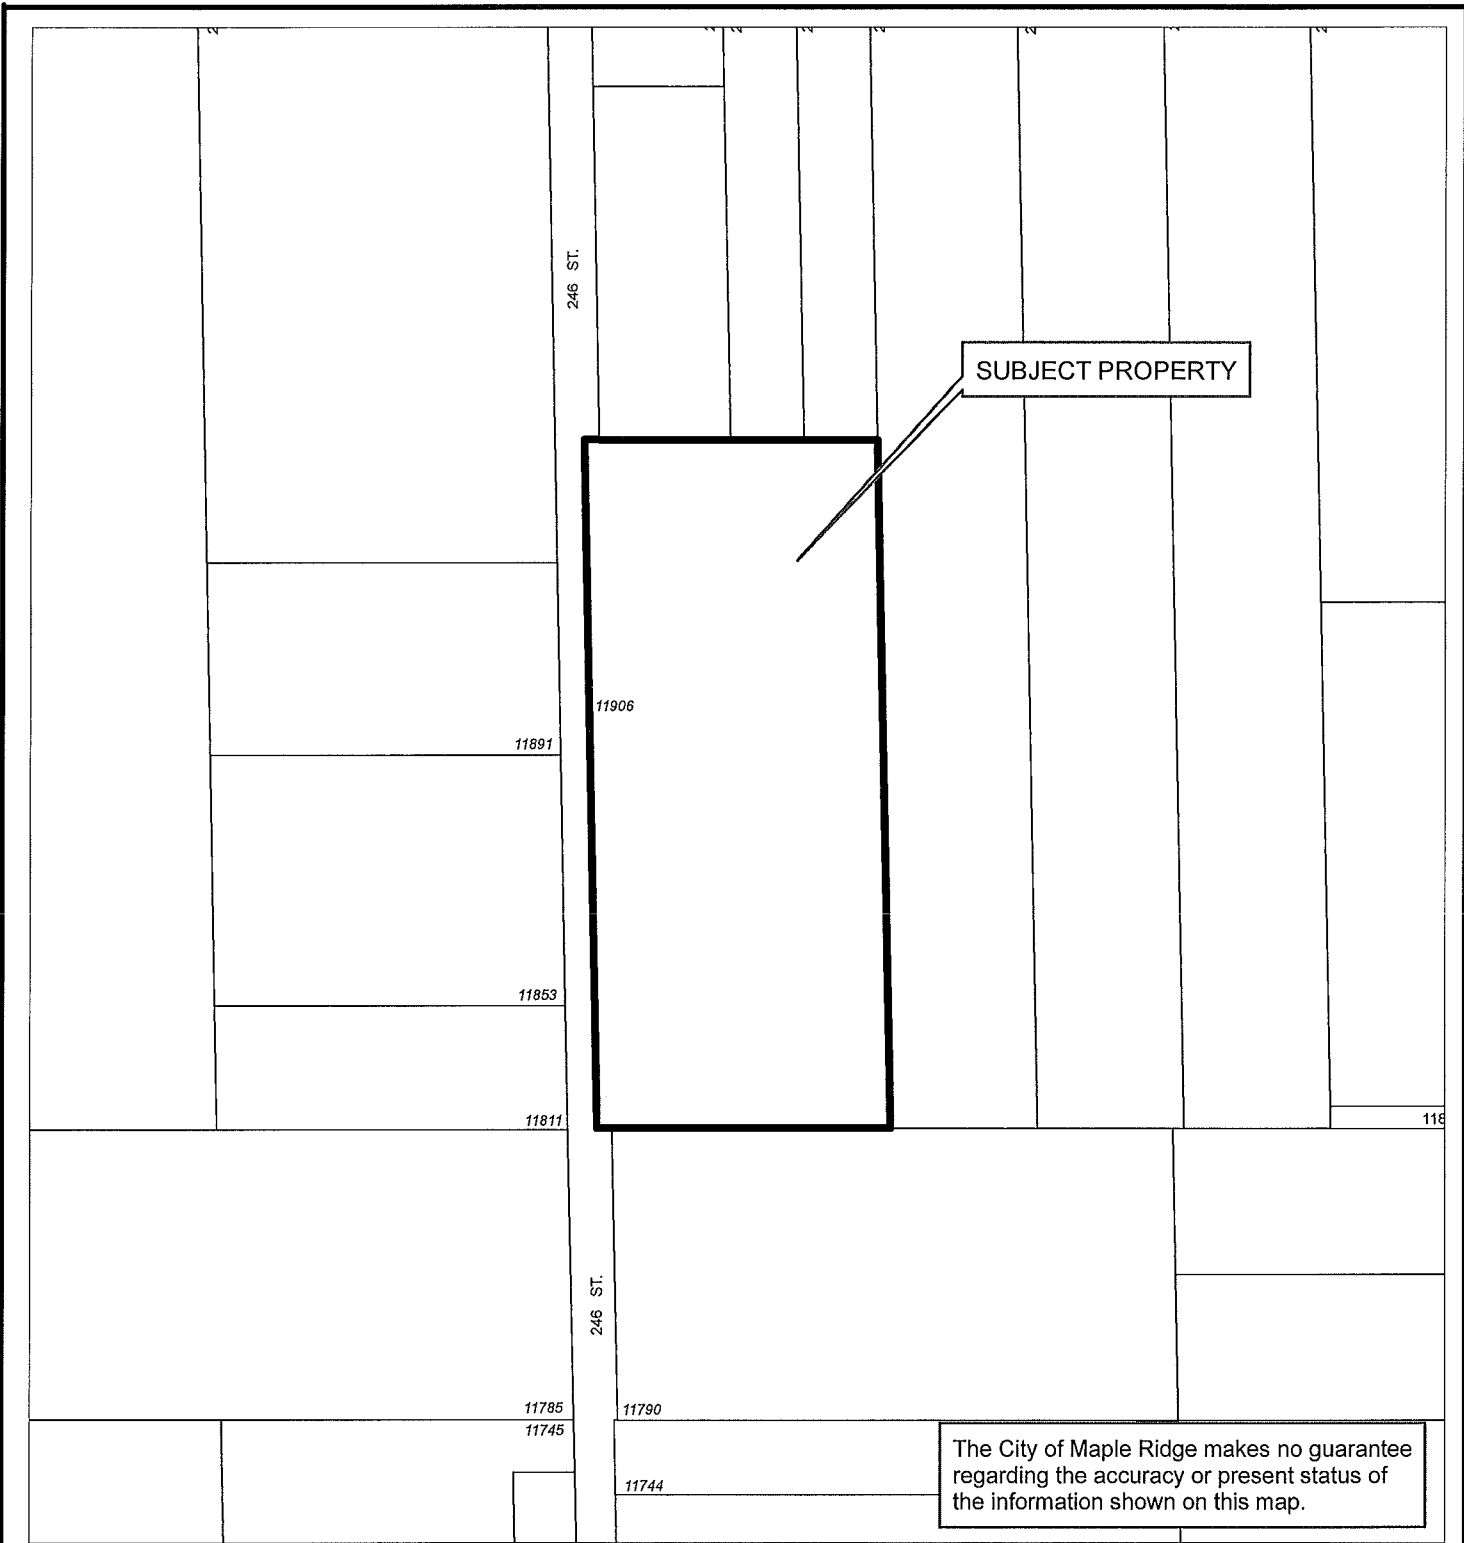 246 ST.
SUBJECT PROPERTY
11906
11891
11853
11811
118
246 ST.
11785
11790
11745
11744
The City of Maple Ridge makes no guarantee
regarding the accuracy or present status of
the information shown on this map.